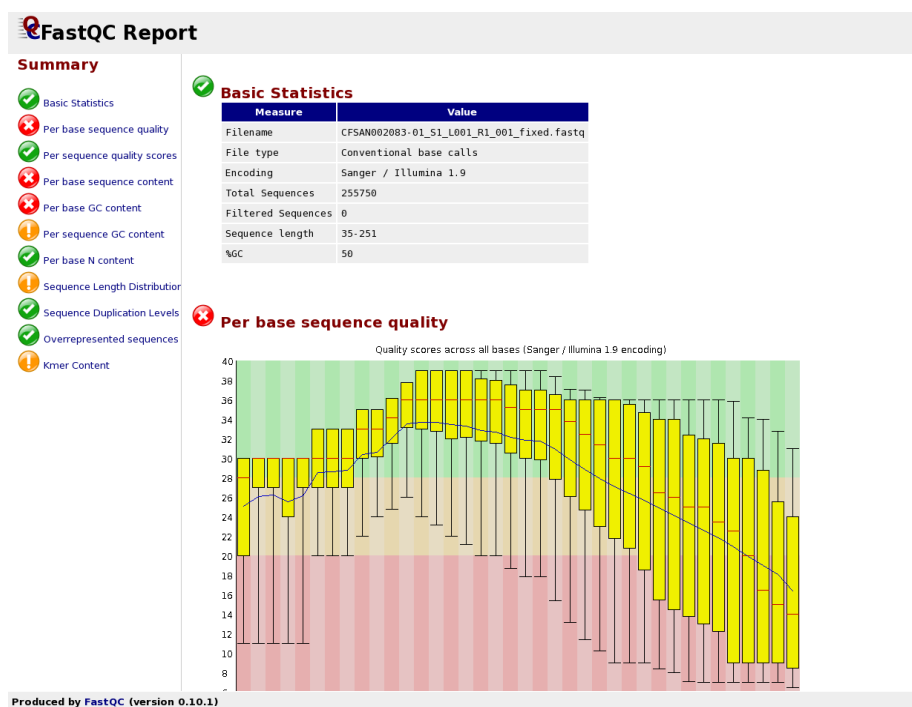 FastQC Report
Summary
Basic Statistics
Per base sequence quality
Per sequence quality scores
Per base sequence content
Per base GC content
Per sequence GC content
Per base N content
Sequence Length Distribution
Sequence Duplication Levels
Overrepresented sequences
Kmer Content
Basic Statistics
Measure Value
Filename CFSAN002083-01_S1_L001_R1_001_fixed.fastq
File type Conventional base calls
Encoding Sanger / Illumina 1.9
Total Sequences 255750
Filtered Sequences 0
Sequence length 35-251
%GC 50
Per base sequence quality
Quality scores across all bases (Sanger / Illumina 1.9 encoding)
40
38
36
34
32
30
28
26
24
22
20
18
16
14
12
10
8
Produced by FastQC (version 0.10.1)